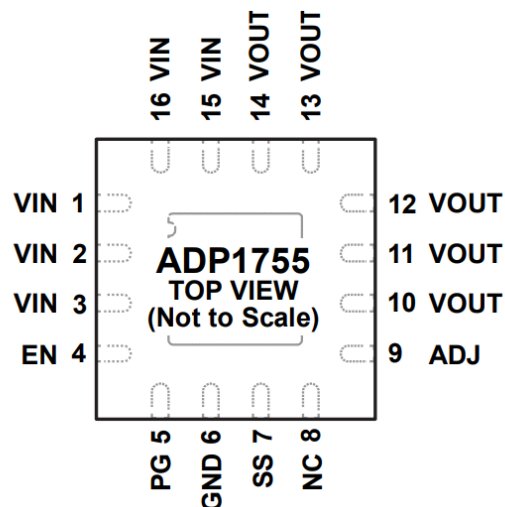 16 VIN
15 VIN
14 VOUT
13 VOUT
VIN 1
12 VOUT
VIN 2
11 VOUT
VIN 3
10 VOUT
EN 4
9 ADJ
ADP1755
TOP VIEW
(Not to Scale)
PG 5
GND 6
SS 7
NC 8